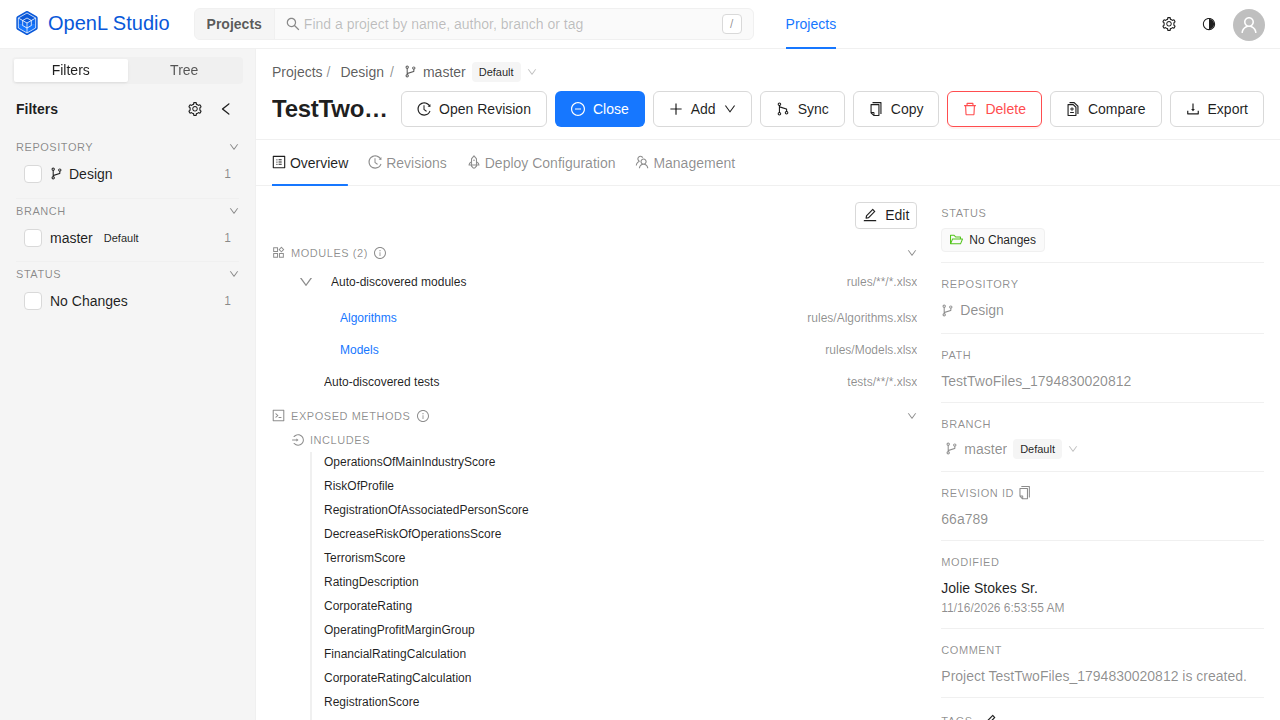 OpenL Studio
Projects
Find a project by name, author, branch or tag
/
Projects
Filters
Tree
Filters
REPOSITORY
Design 1
BRANCH
master Default 1
STATUS
No Changes 1
Projects / Design / master Default
TestTwo...
Open Revision
Close
Add
Sync
Copy
Delete
Compare
Export
Overview
Revisions
Deploy Configuration
Management
Edit
MODULES (2)
Auto-discovered modules rules/**/*.xlsx
Algorithms rules/Algorithms.xlsx
Models rules/Models.xlsx
Auto-discovered tests tests/**/*.xlsx
EXPOSED METHODS
INCLUDES
OperationsOfMainIndustryScore
RiskOfProfile
RegistrationOfAssociatedPersonScore
DecreaseRiskOfOperationsScore
TerrorismScore
RatingDescription
CorporateRating
OperatingProfitMarginGroup
FinancialRatingCalculation
CorporateRatingCalculation
RegistrationScore
STATUS
No Changes
REPOSITORY
Design
PATH
TestTwoFiles_1794830020812
BRANCH
master Default
REVISION ID
66a789
MODIFIED
Jolie Stokes Sr.
11/16/2026 6:53:55 AM
COMMENT
Project TestTwoFiles_1794830020812 is created.
TAGS